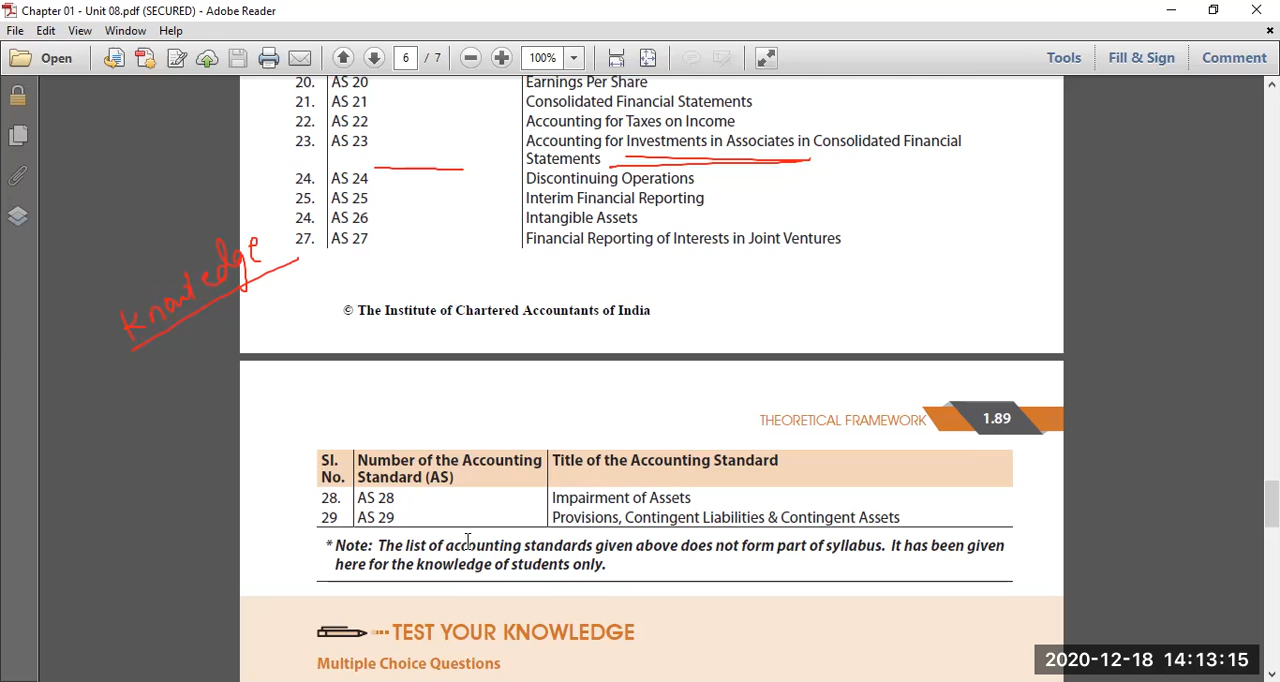 Chapter 01 - Unit 08.pdf (SECURED) - Adobe Reader
File Edit View Window Help
Open 6 / 7 100% Tools Fill & Sign Comment
20. AS 20 Earnings Per Share
21. AS 21 Consolidated Financial Statements
22. AS 22 Accounting for Taxes on Income
23. AS 23 Accounting for Investments in Associates in Consolidated Financial
Statements
24. AS 24 Discontinuing Operations
25. AS 25 Interim Financial Reporting
24. AS 26 Intangible Assets
27. AS 27 Financial Reporting of Interests in Joint Ventures
Knowledge
© The Institute of Chartered Accountants of India
THEORETICAL FRAMEWORK 1.89
Sl. Number of the Accounting Title of the Accounting Standard
No. Standard (AS)
28. AS 28 Impairment of Assets
29 AS 29 Provisions, Contingent Liabilities & Contingent Assets
* Note: The list of accounting standards given above does not form part of syllabus. It has been given
here for the knowledge of students only.
TEST YOUR KNOWLEDGE
Multiple Choice Questions
2020-12-18 14:13:15